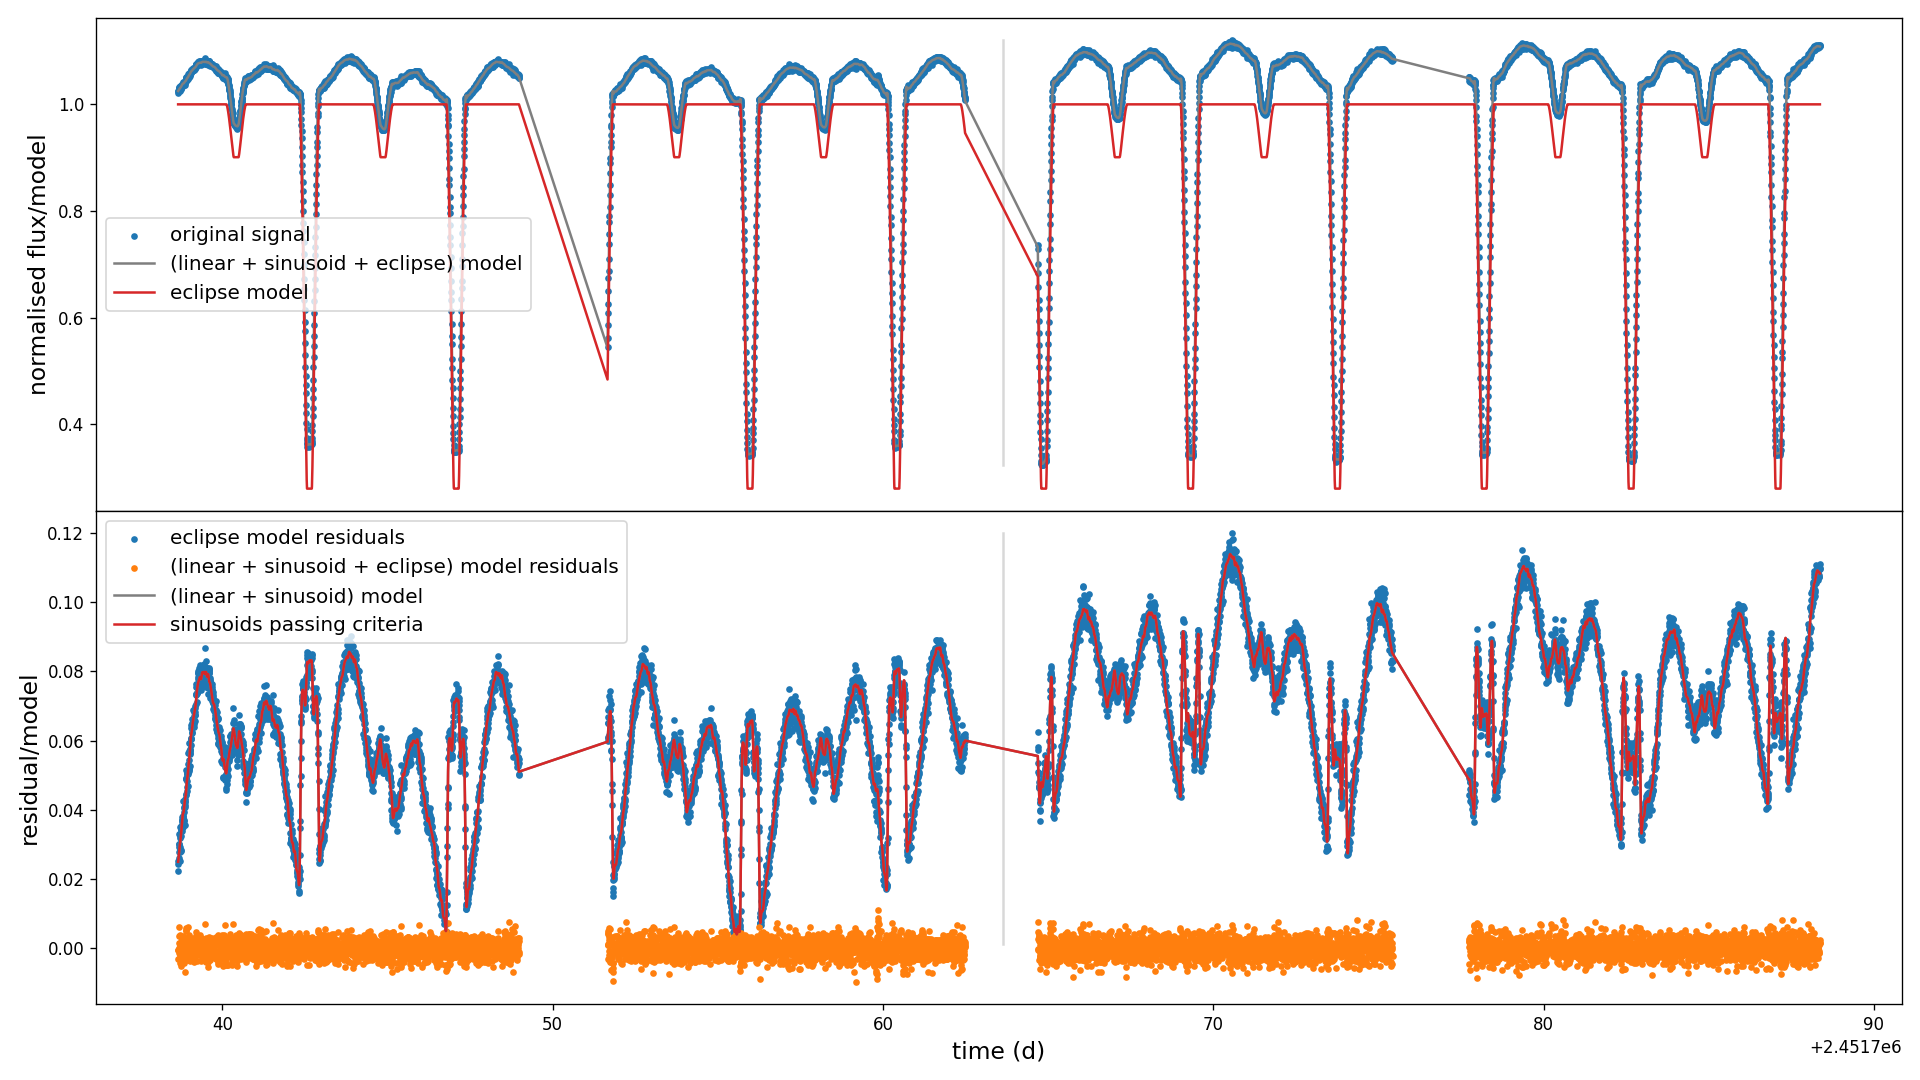 1.0
0.8
0.6
0.4
normalised flux/model
original signal
(linear + sinusoid + eclipse) model
eclipse model
0.12
0.10
0.08
0.06
0.04
0.02
0.00
residual/model
eclipse model residuals
(linear + sinusoid + eclipse) model residuals
(linear + sinusoid) model
sinusoids passing criteria
40 50 60 70 80 90
time (d)
+2.4517e6